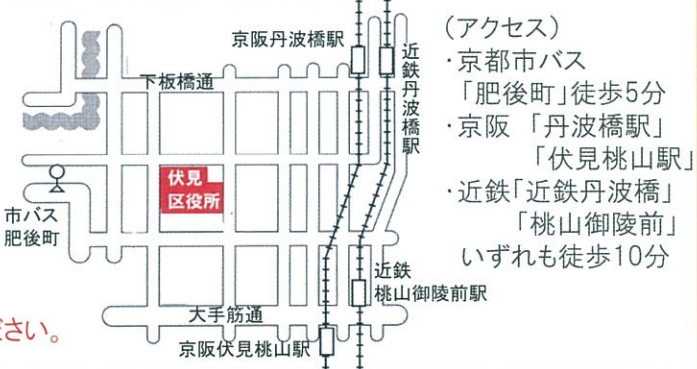 京阪丹波橋駅
近鉄丹波橋駅
下板橋通
伏見
区役所
市バス
肥後町
近鉄
桃山御陵前駅
大手筋通
京阪伏見桃山駅
ださい。
(アクセス)
・京都市バス
「肥後町」徒歩5分
・京阪 「丹波橋駅」
「伏見桃山駅」
・近鉄「近鉄丹波橋」
「桃山御陵前」
いずれも徒歩10分